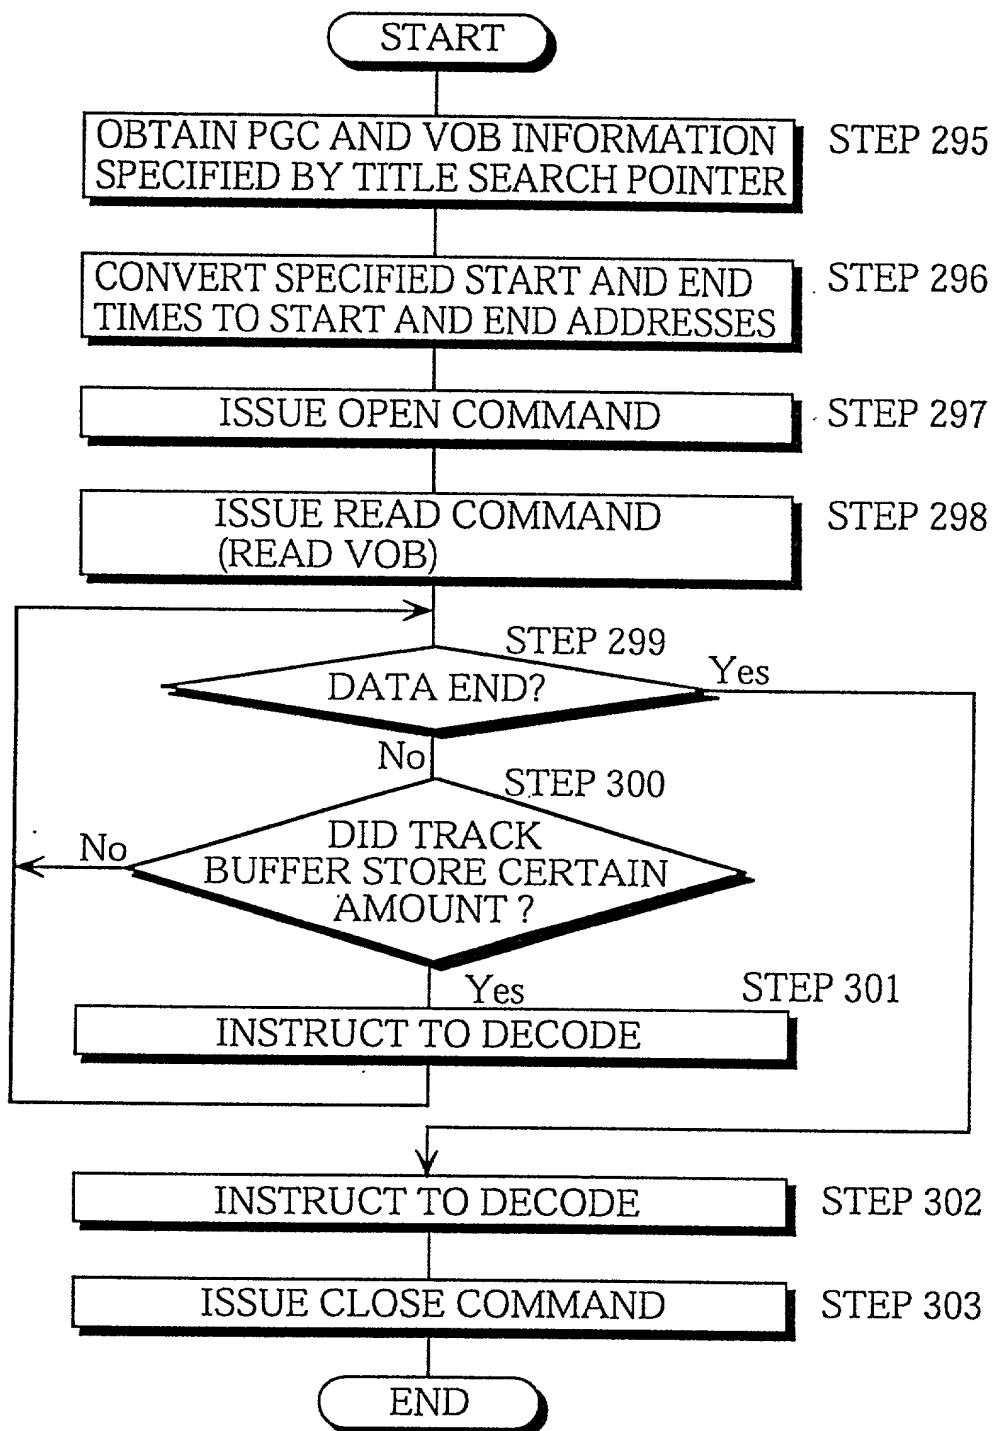 START
OBTAIN PGC AND VOB INFORMATION
SPECIFIED BY TITLE SEARCH POINTER
STEP 295
CONVERT SPECIFIED START AND END
TIMES TO START AND END ADDRESSES
STEP 296
ISSUE OPEN COMMAND
STEP 297
ISSUE READ COMMAND
(READ VOB)
STEP 298
STEP 299
DATA END?
Yes
No
STEP 300
DID TRACK
BUFFER STORE CERTAIN
AMOUNT ?
No
Yes
STEP 301
INSTRUCT TO DECODE
INSTRUCT TO DECODE
STEP 302
ISSUE CLOSE COMMAND
STEP 303
END